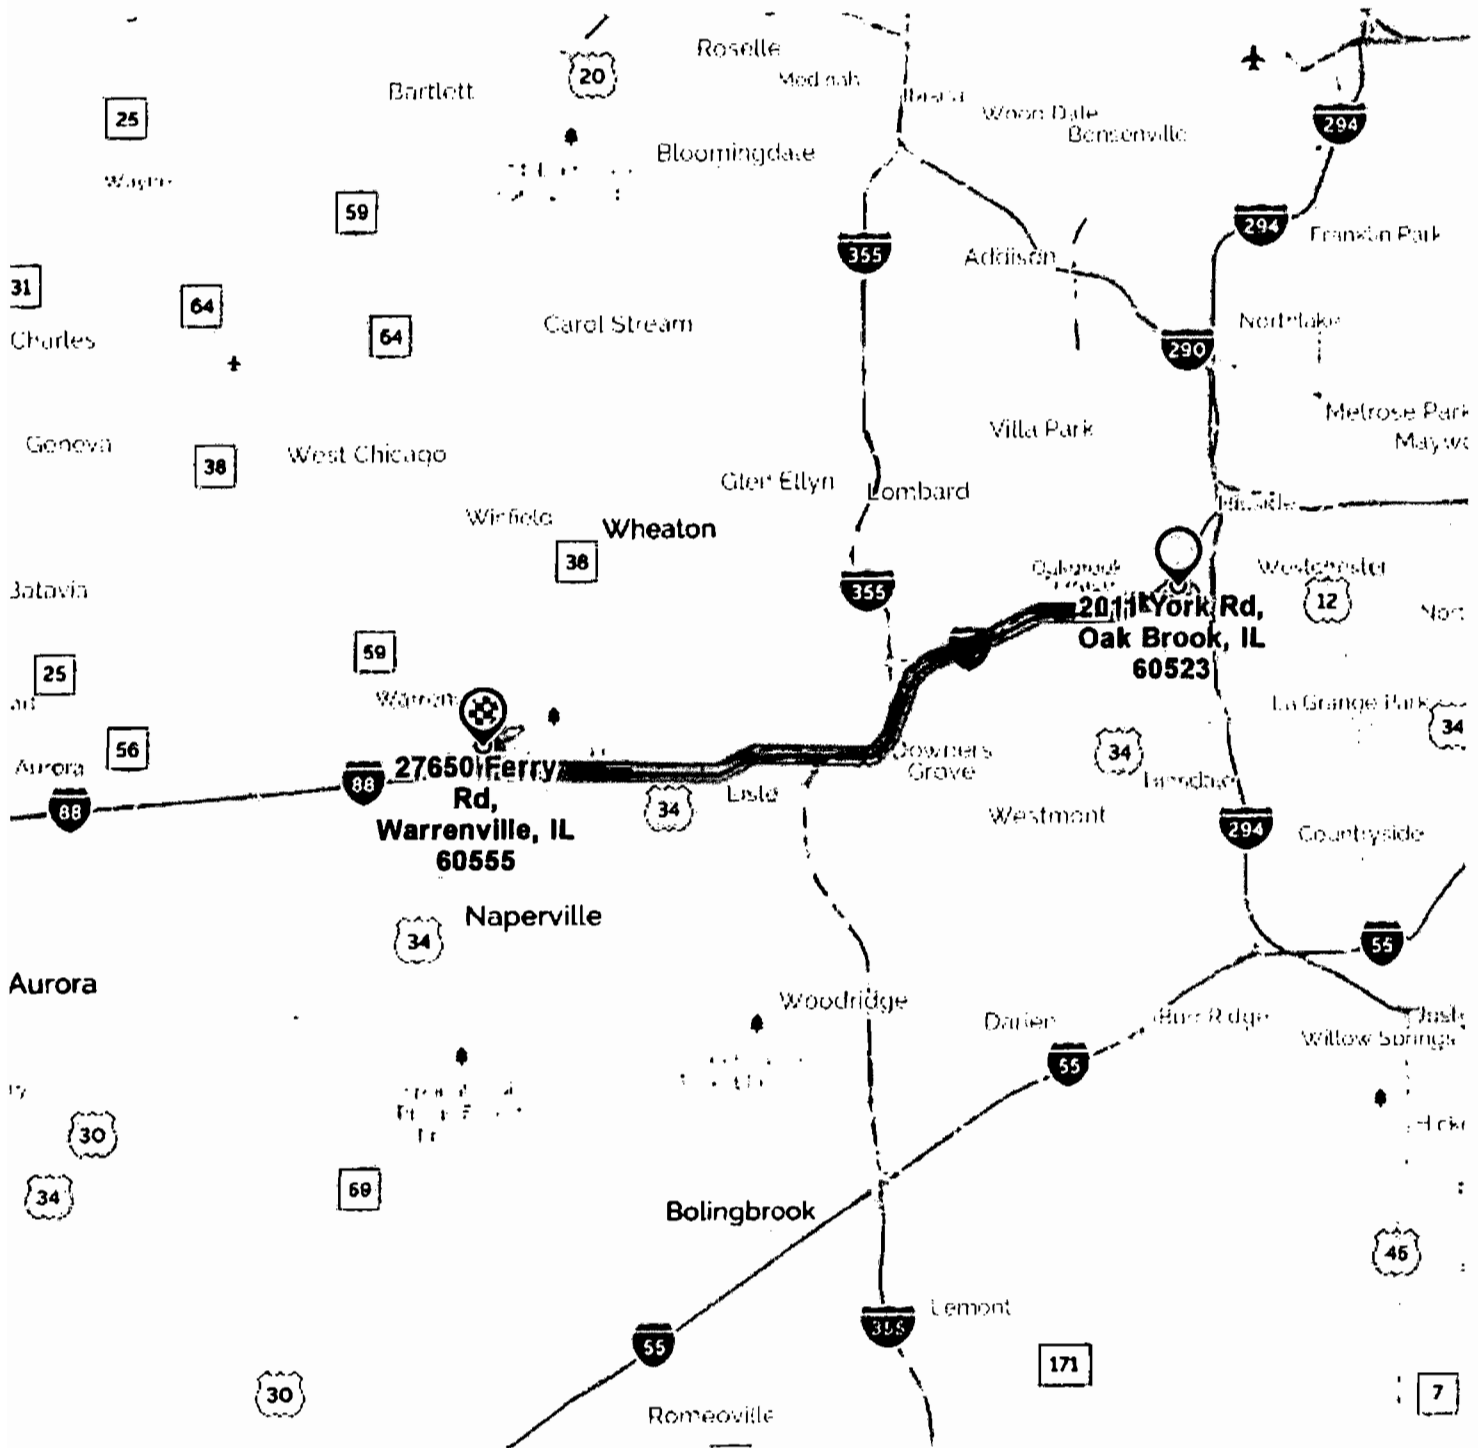 Roselle
20
Bartlett
Medinah
25
Wood Dale
294
Bensenville
Bloomingdale
Wayne
59
294
Franklin Park
355
Addison
31
64
Northlake
Carol Stream
64
Charles
290
Melrose Park
Villa Park
Geneva
West Chicago
38
Glen Ellyn
Lombard
Hillside
Winfield
Wheaton
38
Oakbrook
Westchester
Batavia
355
12
2011 York Rd,
Oak Brook, IL
60523
59
25
La Grange Park
34
56
Downers
Grove
34
Aurora
88
88
27650 Ferry
Rd,
Warrenville, IL
60555
34
Lisle
Hinsdale
Westmont
294
Countryside
Naperville
34
55
Aurora
Woodridge
Darien
Burr Ridge
Willow Springs
55
30
34
59
Bolingbrook
46
Lemont
355
55
171
30
7
Romeoville